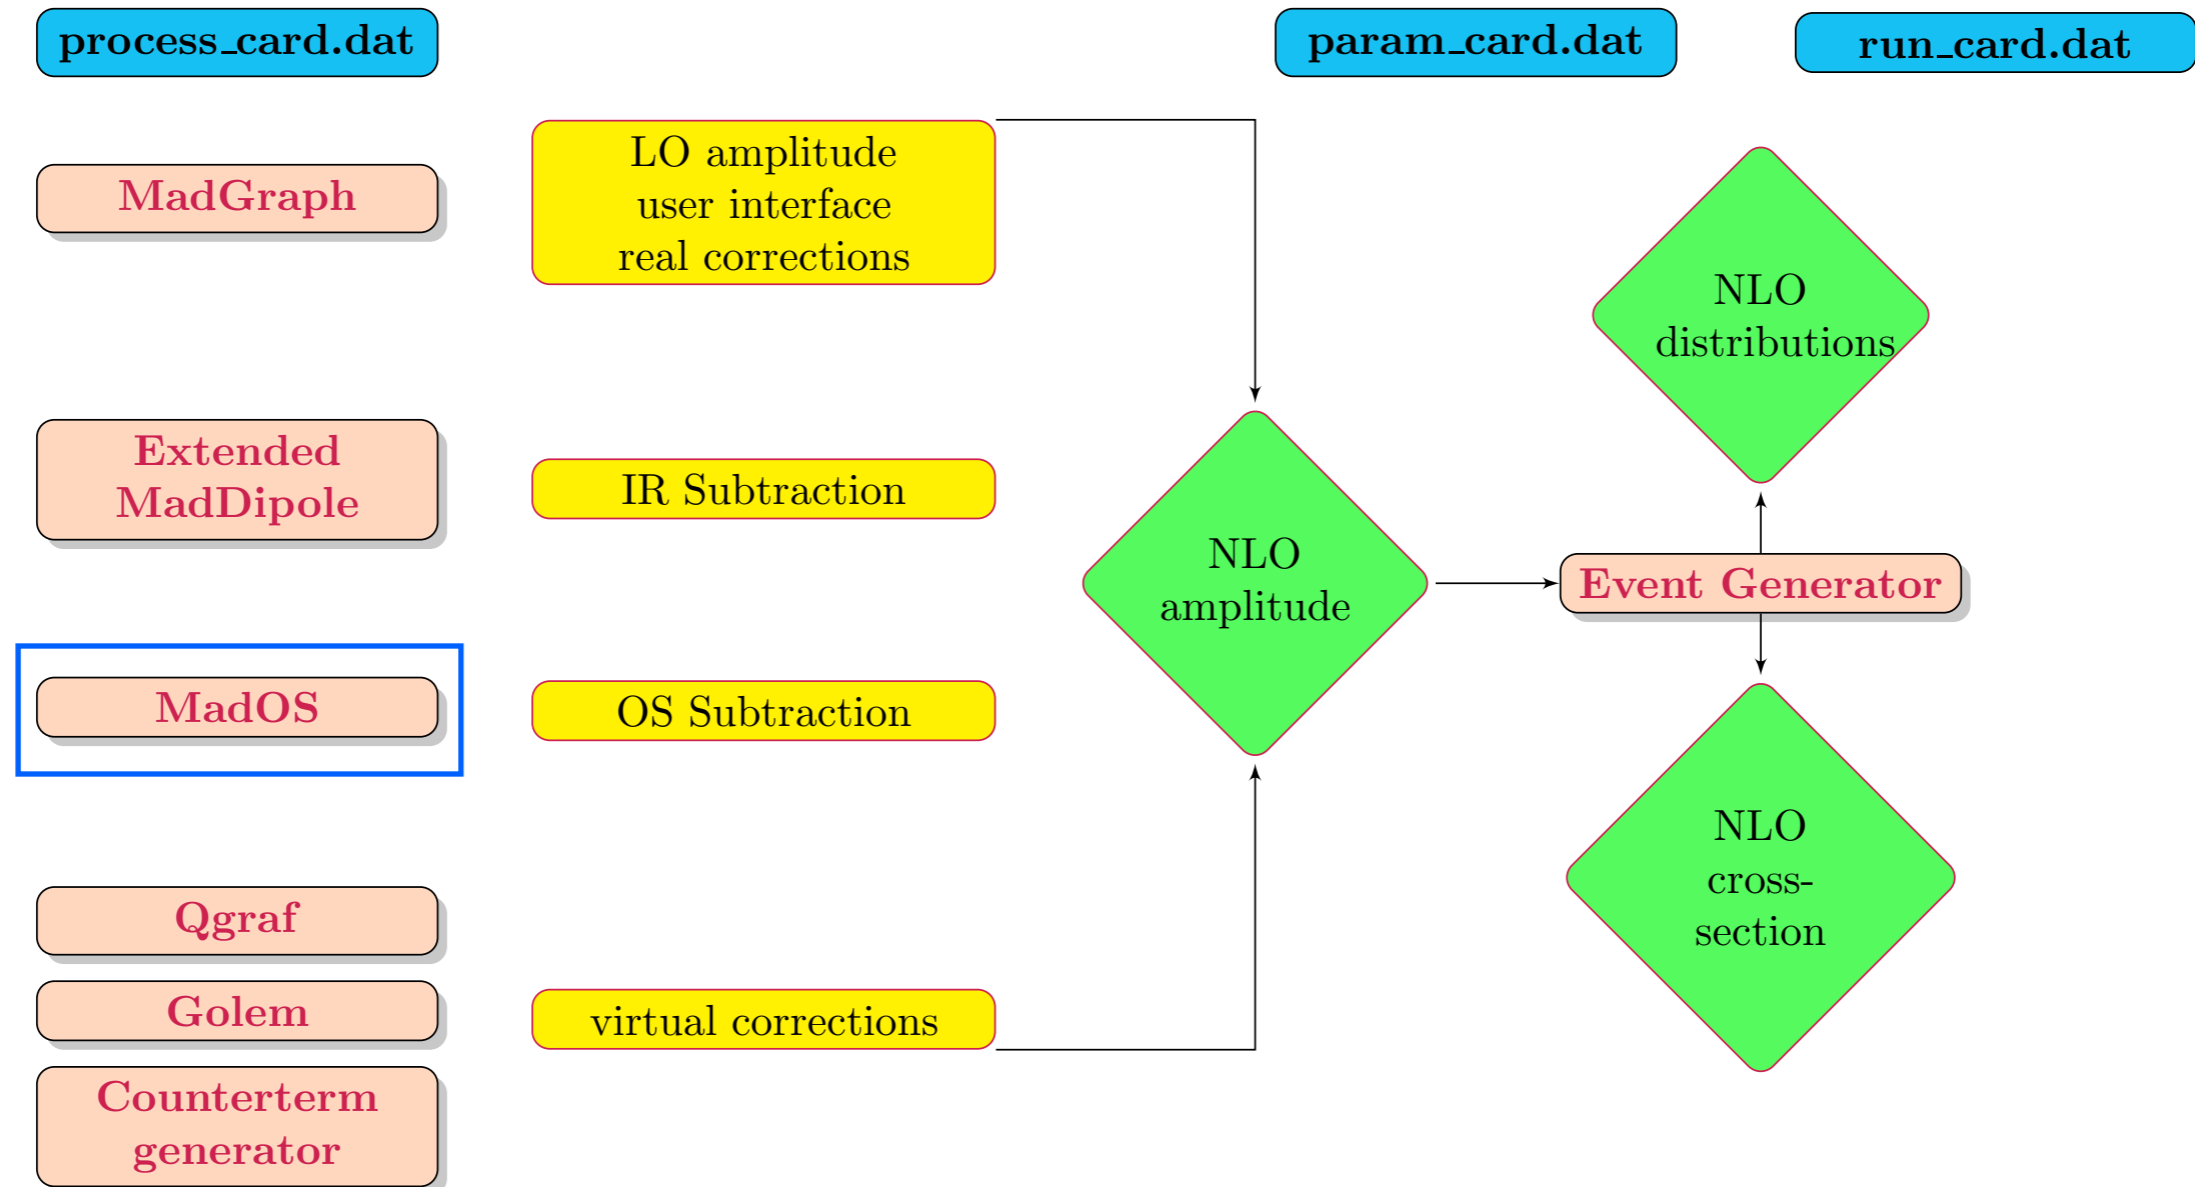 process_card.dat
param_card.dat
run_card.dat
MadGraph
LO amplitude
user interface
real corrections
NLO
distributions
Extended
MadDipole
IR Subtraction
NLO
amplitude
Event Generator
MadOS
OS Subtraction
NLO
cross-
section
Qgraf
Golem
virtual corrections
Counterterm
generator